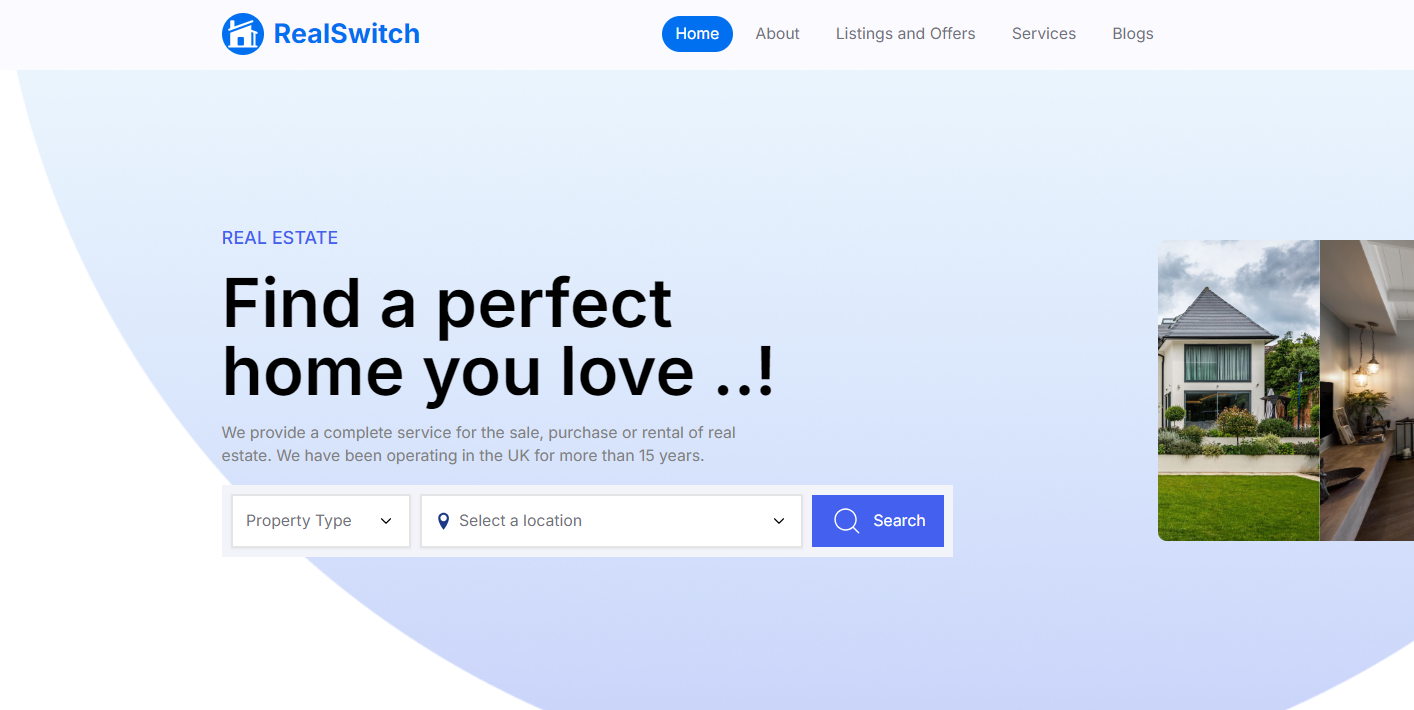 RealSwitch
Home About Listings and Offers Services Blogs
REAL ESTATE
Find a perfect
home you love ..!
We provide a complete service for the sale, purchase or rental of real
estate. We have been operating in the UK for more than 15 years.
Property Type Select a location Search